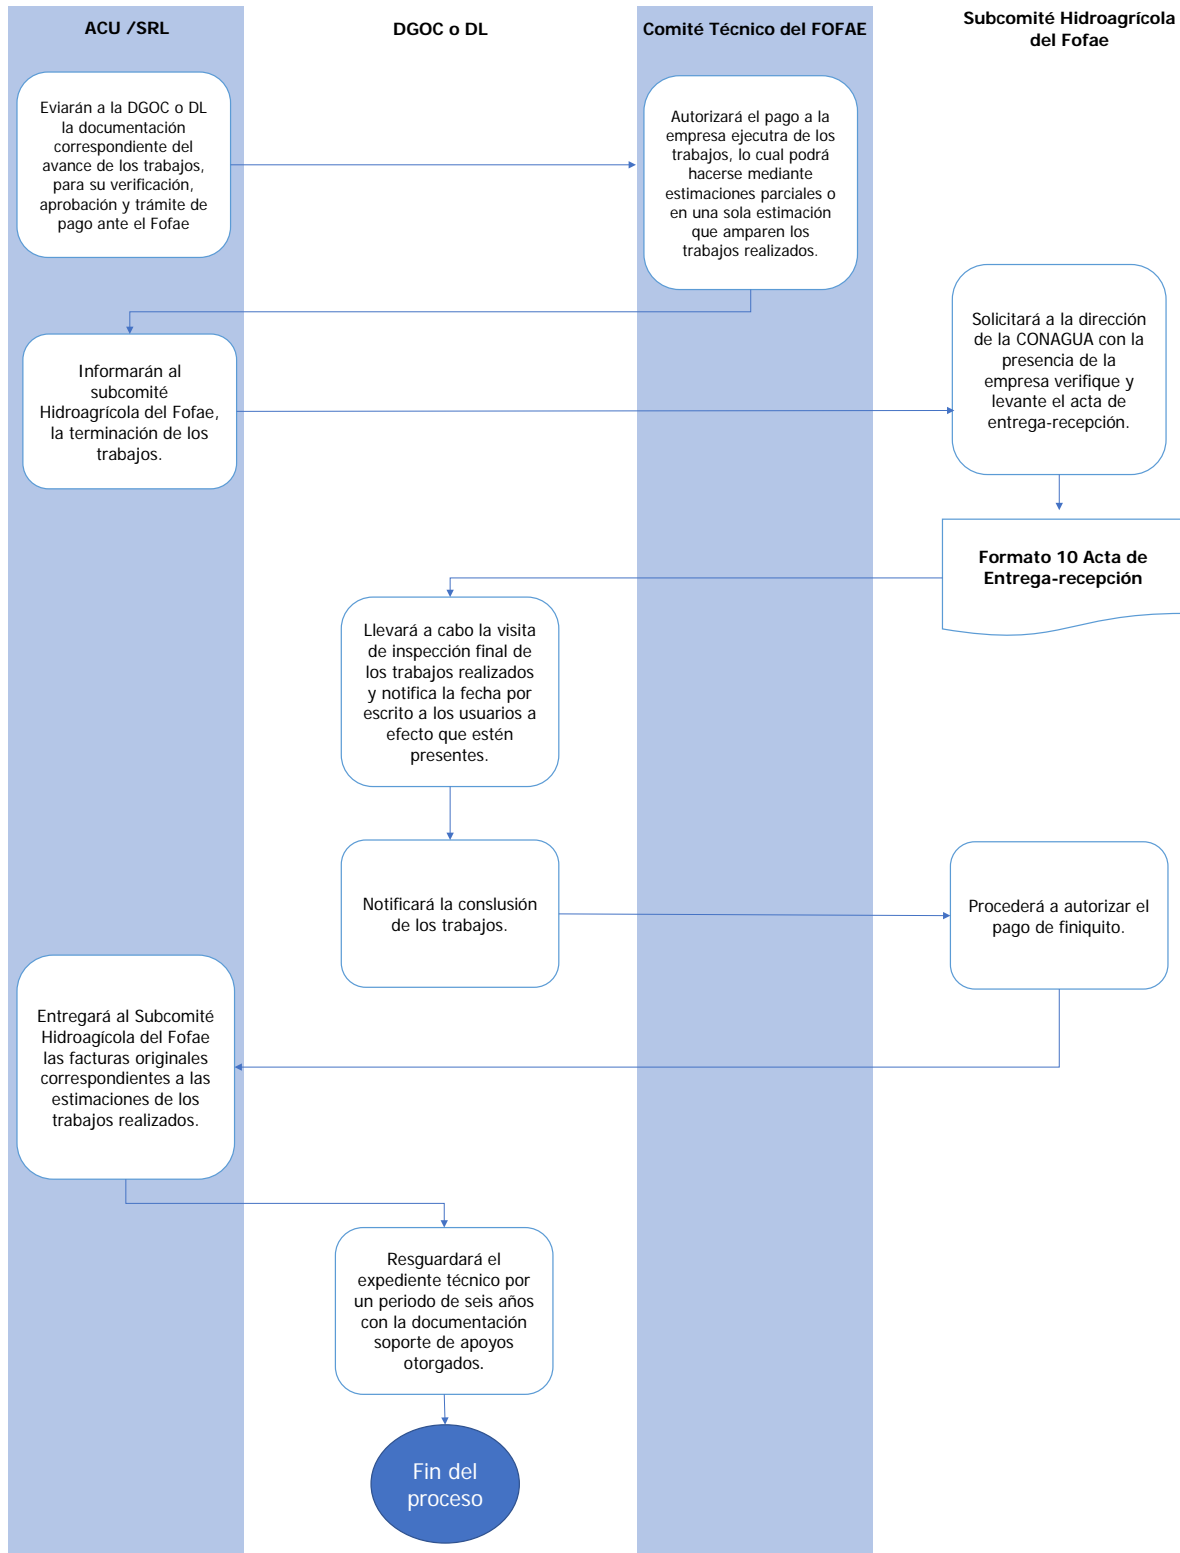 ACU /SRL
DGOC o DL
Comité Técnico del FOFAE
Subcomité Hidroagrícola
del Fofae
Eviarán a la DGOC o DL
la documentación
correspondiente del
avance de los trabajos,
para su verificación,
aprobación y trámite de
pago ante el Fofae
Autorizará el pago a la
empresa ejecutra de los
trabajos, lo cual podrá
hacerse mediante
estimaciones parciales o
en una sola estimación
que amparen los
trabajos realizados.
Informarán al
subcomité
Hidroagrícola del Fofae,
la terminación de los
trabajos.
Solicitará a la dirección
de la CONAGUA con la
presencia de la
empresa verifique y
levante el acta de
entrega-recepción.
Formato 10 Acta de
Entrega-recepción
Llevará a cabo la visita
de inspección final de
los trabajos realizados
y notifica la fecha por
escrito a los usuarios a
efecto que estén
presentes.
Notificará la conslusión
de los trabajos.
Procederá a autorizar el
pago de finiquito.
Entregará al Subcomité
Hidroagícola del Fofae
las facturas originales
correspondientes a las
estimaciones de los
trabajos realizados.
Resguardará el
expediente técnico por
un periodo de seis años
con la documentación
soporte de apoyos
otorgados.
Fin del
proceso